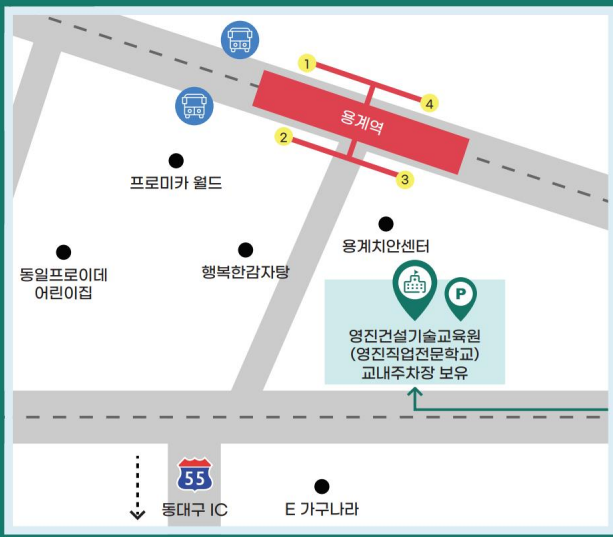 1
4
용계역
2
3
프로미카 월드
용계치안센터
동일프로이데
어린이집
행복한감자탕
P
영진건설기술교육원
(영진직업전문학교)
교내주차장 보유
55
동대구 IC
E 가구나라